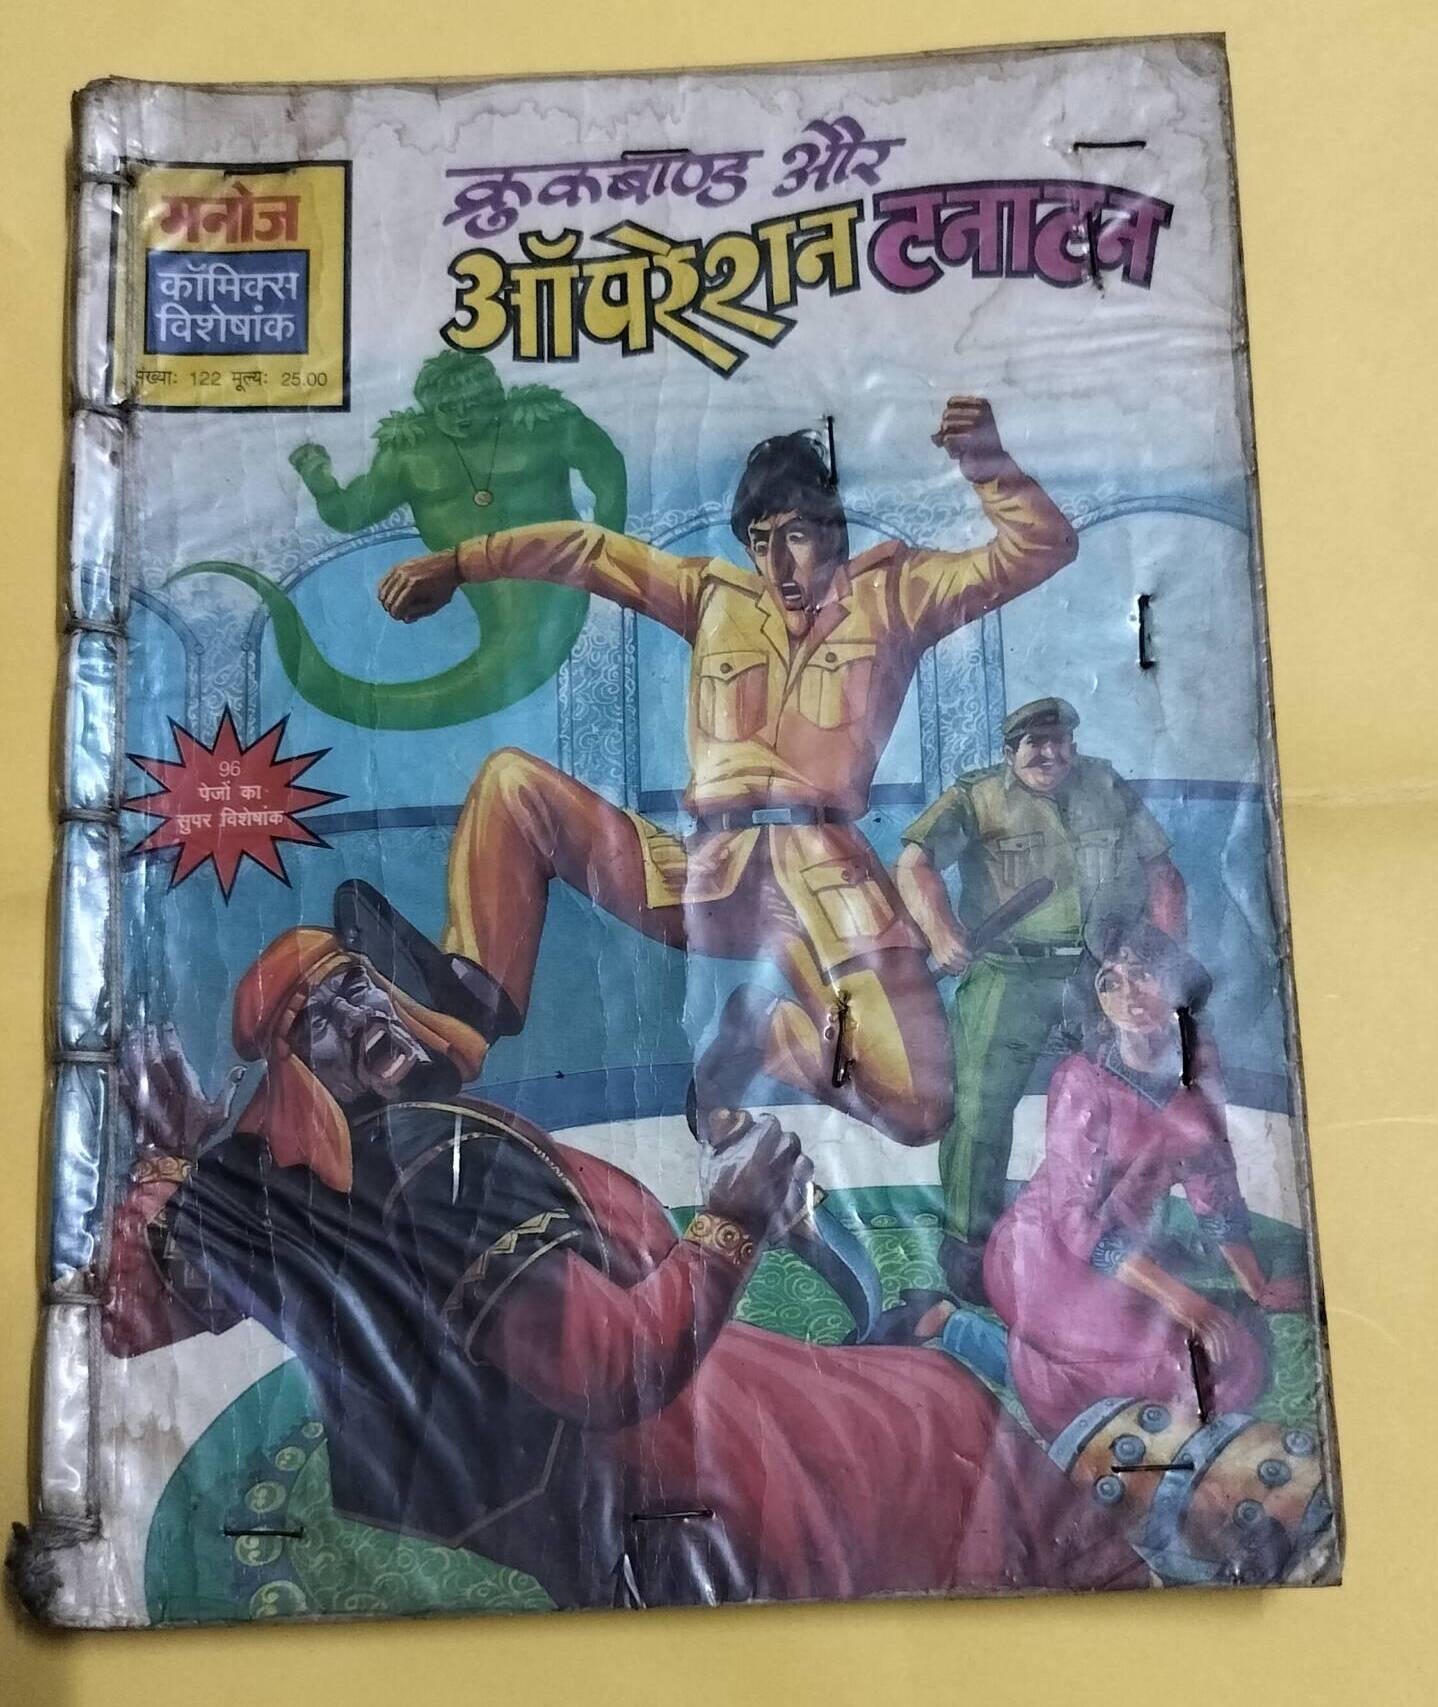 मनोज
कॉमिक्स
विशेषांक
संख्याः 122 मूल्यः 25.00
क्रुकबाण्ड और
ऑपरेशन टनाटन
96
पेजों का
सुपर विशेषांक